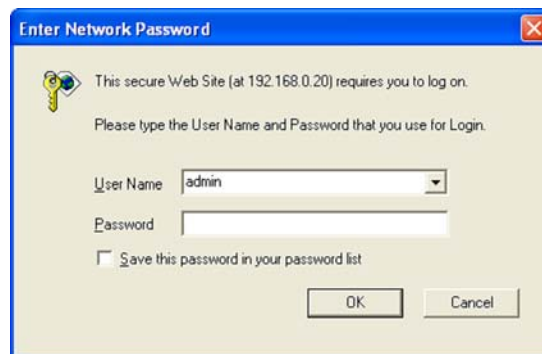 Enter Network Password
This secure Web Site (at 192.168.0.20) requires you to log on.
Please type the User Name and Password that you use for Login.
User Name admin
Password
Save this password in your password list
OK Cancel